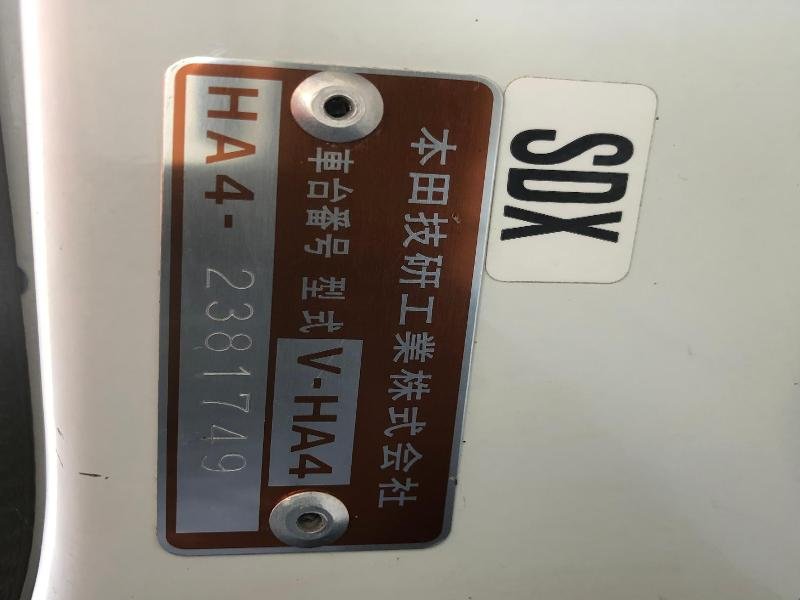 SDX
本田技研工業株式会社
型式 V-HA4
車台番号
HA4-2381749